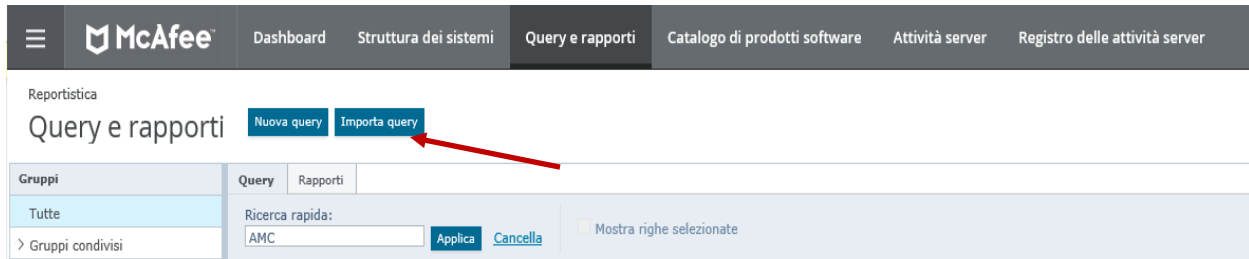 McAfee Dashboard Struttura dei sistemi Query e rapporti Catalogo di prodotti software Attività server Registro delle attività server
Reportistica
Query e rapporti Nuova query Importa query
Gruppi Query Rapporti
Tutte Ricerca rapida:
AMC Applica Cancella Mostra righe selezionate
> Gruppi condivisi